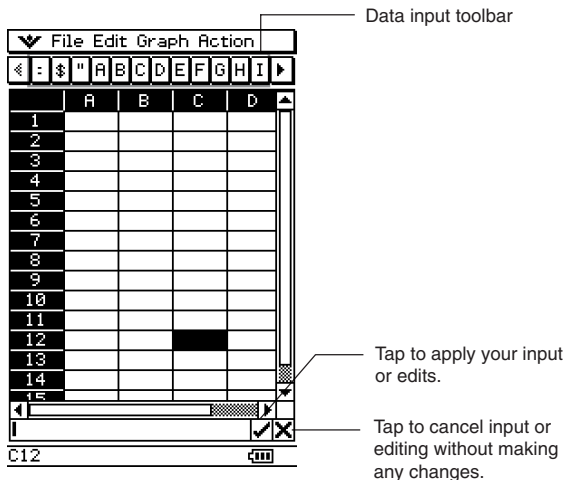 Data input toolbar
File Edit Graph Action
: $ " A B C D E F G H I
A B C D
1
2
3
4
5
6
7
8
9
10
11
12
13
14
15
Tap to apply your input
or edits.
Tap to cancel input or
editing without making
any changes.
C12